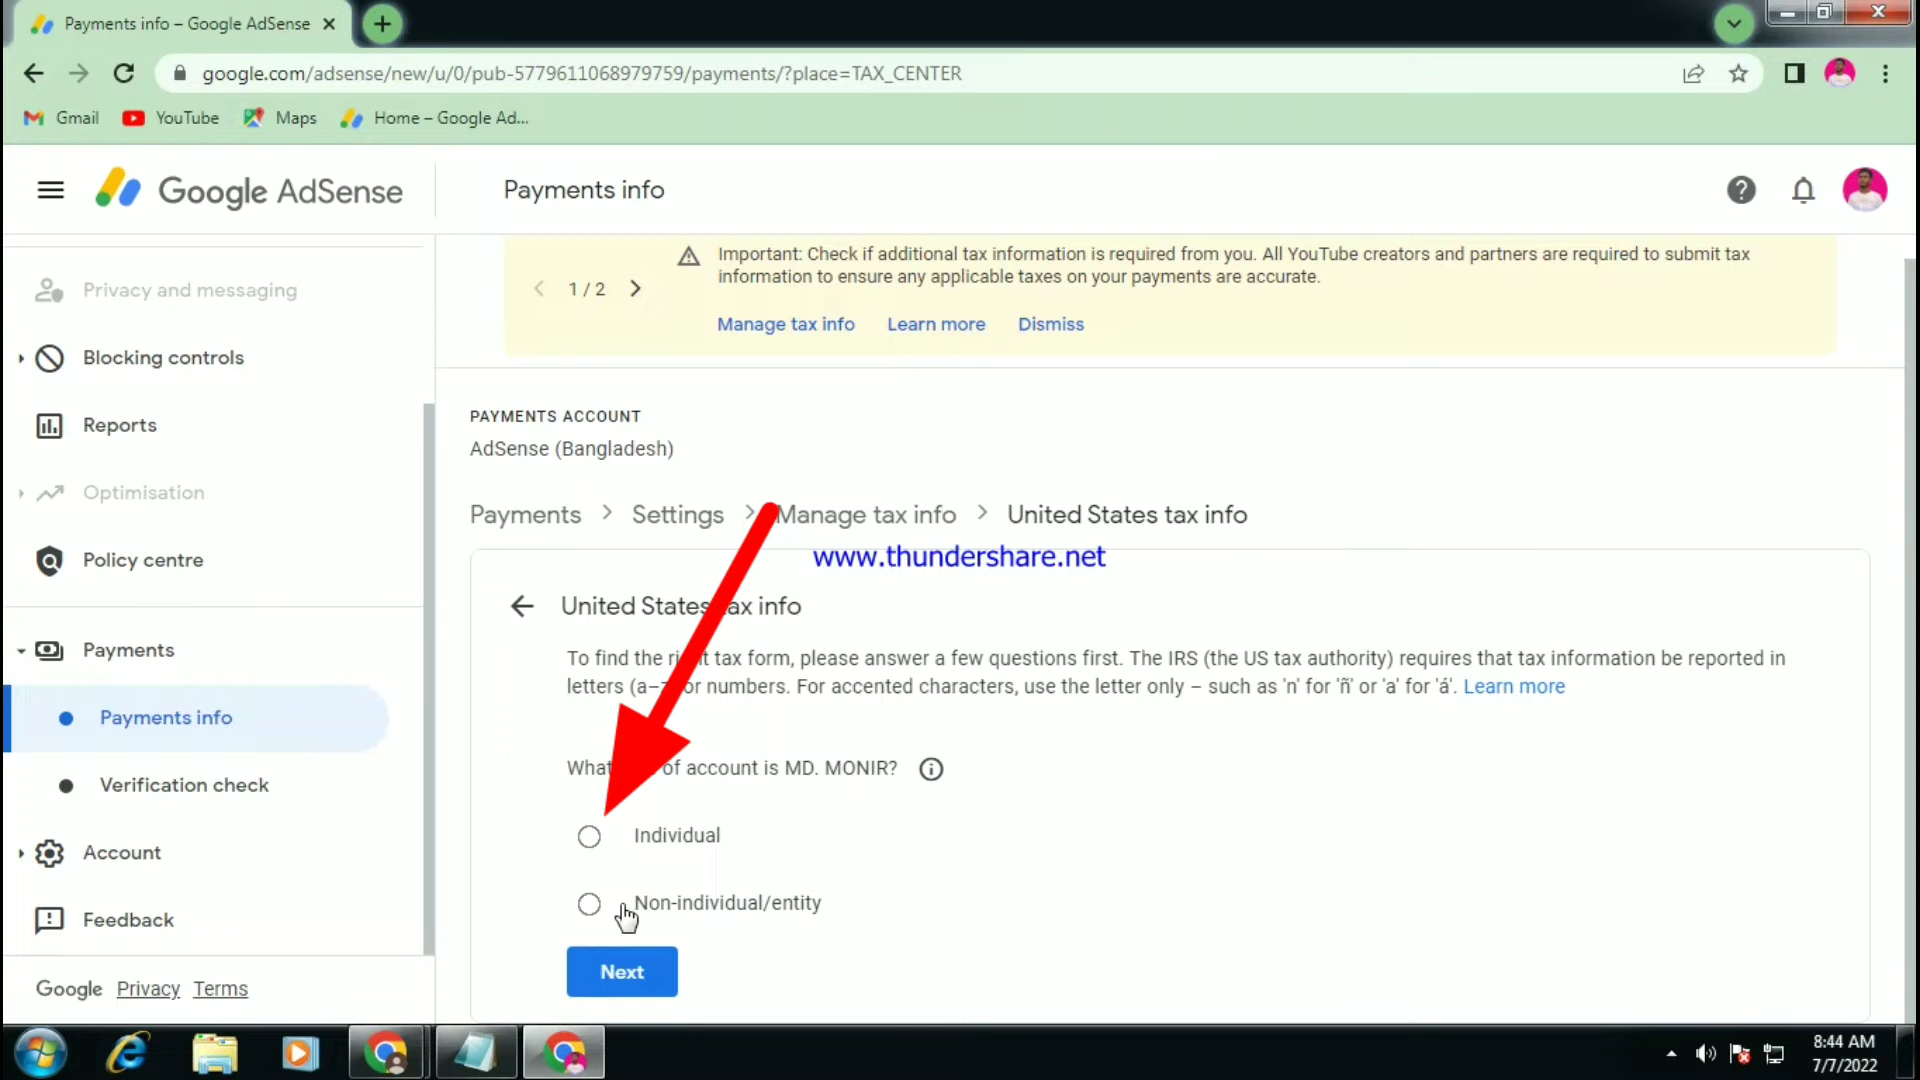 Payments info – Google AdSense
google.com/adsense/new/u/0/pub-5779611068979759/payments/?place=TAX_CENTER
Gmail
YouTube
Maps
Home – Google Ad...
Google AdSense
Payments info
Privacy and messaging
Blocking controls
Reports
Optimisation
Policy centre
Payments
Payments info
Verification check
Account
Feedback
Google Privacy Terms
1 / 2
Important: Check if additional tax information is required from you. All YouTube creators and partners are required to submit tax
information to ensure any applicable taxes on your payments are accurate.
Manage tax info Learn more Dismiss
PAYMENTS ACCOUNT
AdSense (Bangladesh)
Payments > Settings > Manage tax info > United States tax info
www.thundershare.net
United States tax info
To find the tax form, please answer a few questions first. The IRS (the US tax authority) requires that tax information be reported in
letters (a–z) or numbers. For accented characters, use the letter only – such as 'n' for 'ñ' or 'a' for 'á'. Learn more
What of account is MD. MONIR?
Individual
Non-individual/entity
Next
8:44 AM
7/7/2022